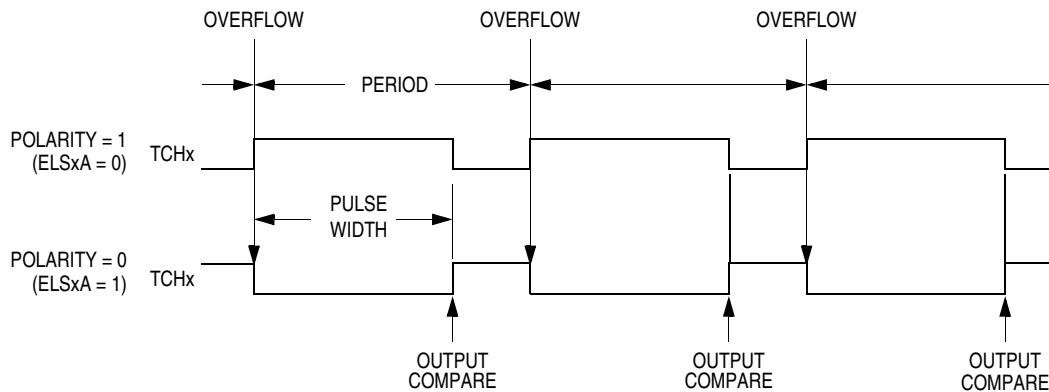 OVERFLOW
OVERFLOW
OVERFLOW
PERIOD
POLARITY = 1
(ELSxA = 0)
TCHx
PULSE
WIDTH
POLARITY = 0
(ELSxA = 1)
TCHx
OUTPUT
COMPARE
OUTPUT
COMPARE
OUTPUT
COMPARE